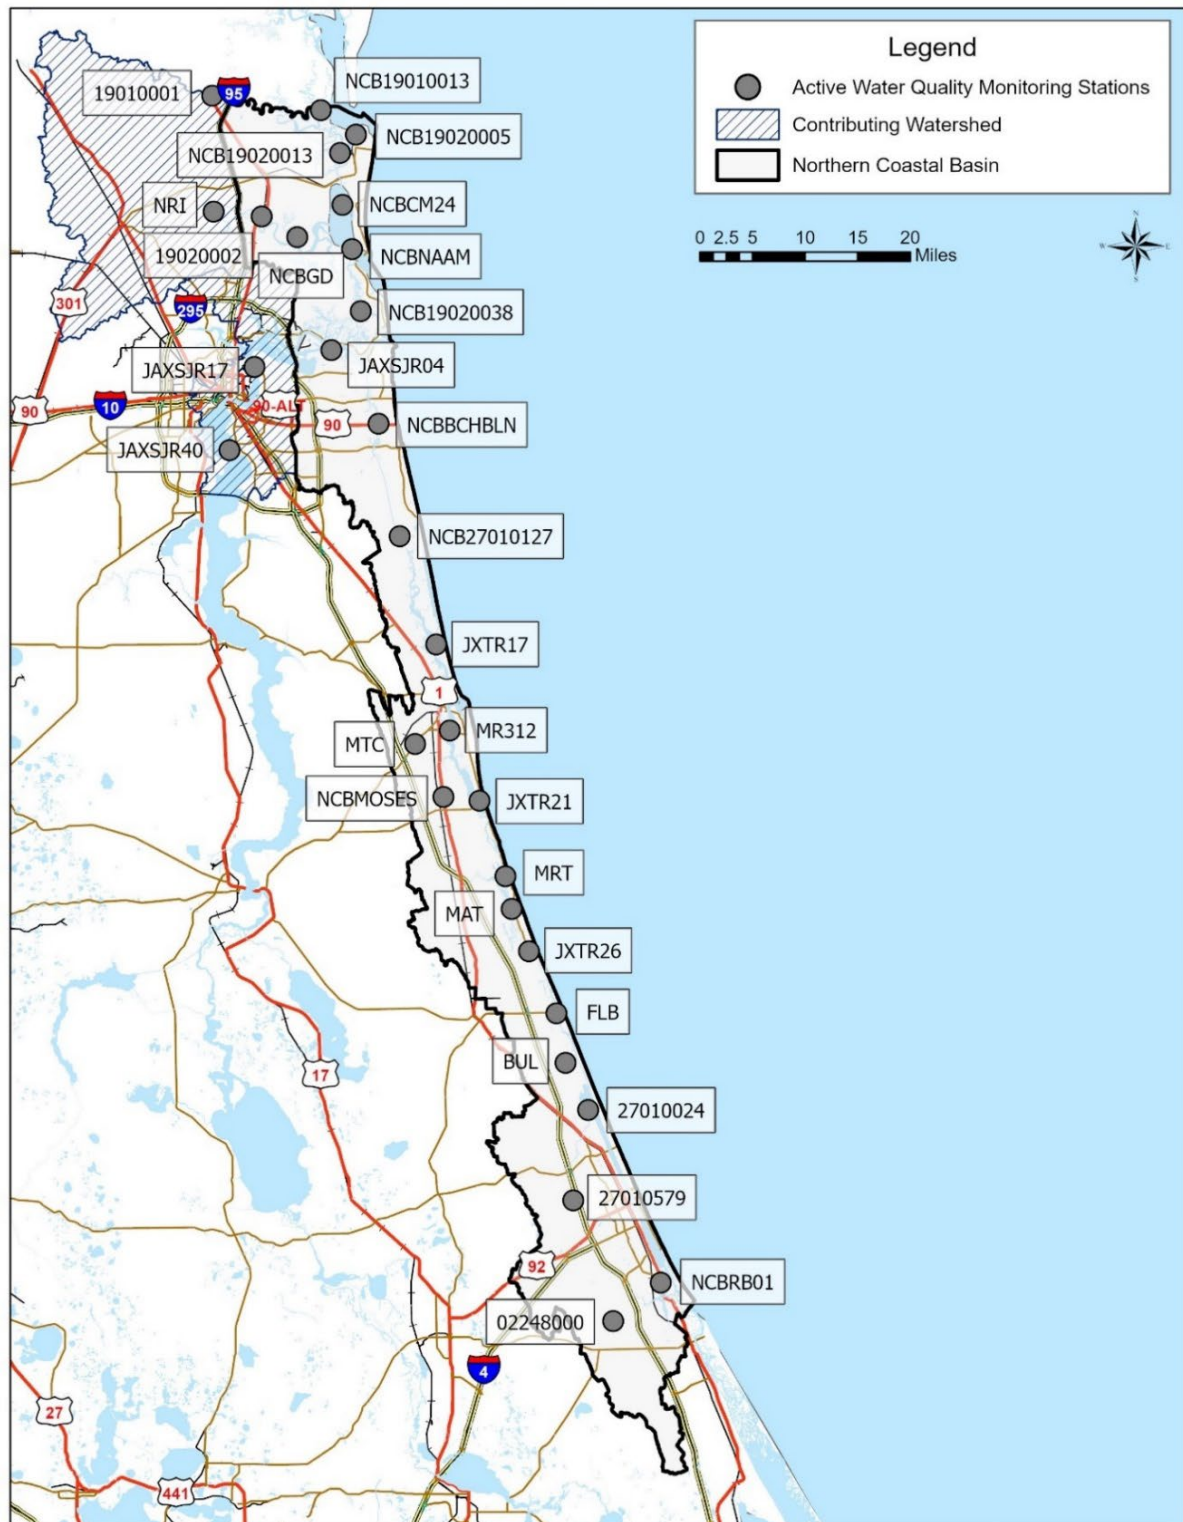 Legend
Active Water Quality Monitoring Stations
Contributing Watershed
Northern Coastal Basin
N
W E
S
0 2.5 5 10 15 20
Miles
19010001
95
NCB19010013
NCB19020005
NCB19020013
NRI
NCBCM24
19020002
NCBNAAM
NCBGD
301
295
NCB19020038
JAXSJR17
JAXSJR04
90
10
90-ALT
90
NCBBCHBLN
JAXSJR40
NCB27010127
JXTR17
1
MR312
MTC
NCBMOSES
JXTR21
MRT
MAT
JXTR26
FLB
BUL
17
27010024
27010579
92
NCBRB01
02248000
4
27
441